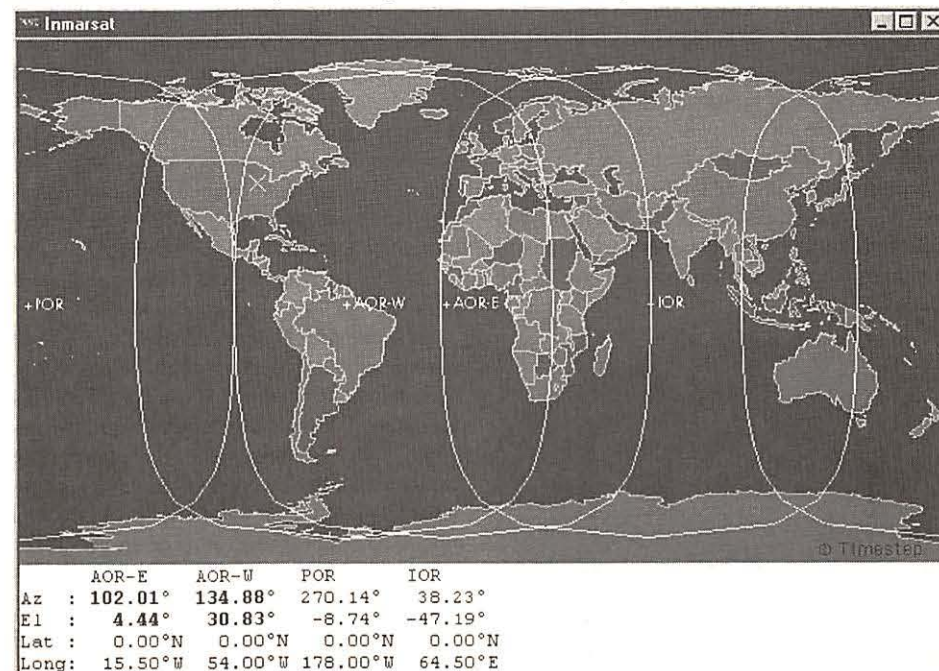 Inmarsat
+POR
+AOR-W
+AOR-E
IOR
© Timestep
AOR-E AOR-W POR IOR
Az : 102.01° 134.88° 270.14° 38.23°
El : 4.44° 30.83° -8.74° -47.19°
Lat : 0.00°N 0.00°N 0.00°N 0.00°N
Long: 15.50°W 54.00°W 178.00°W 64.50°E